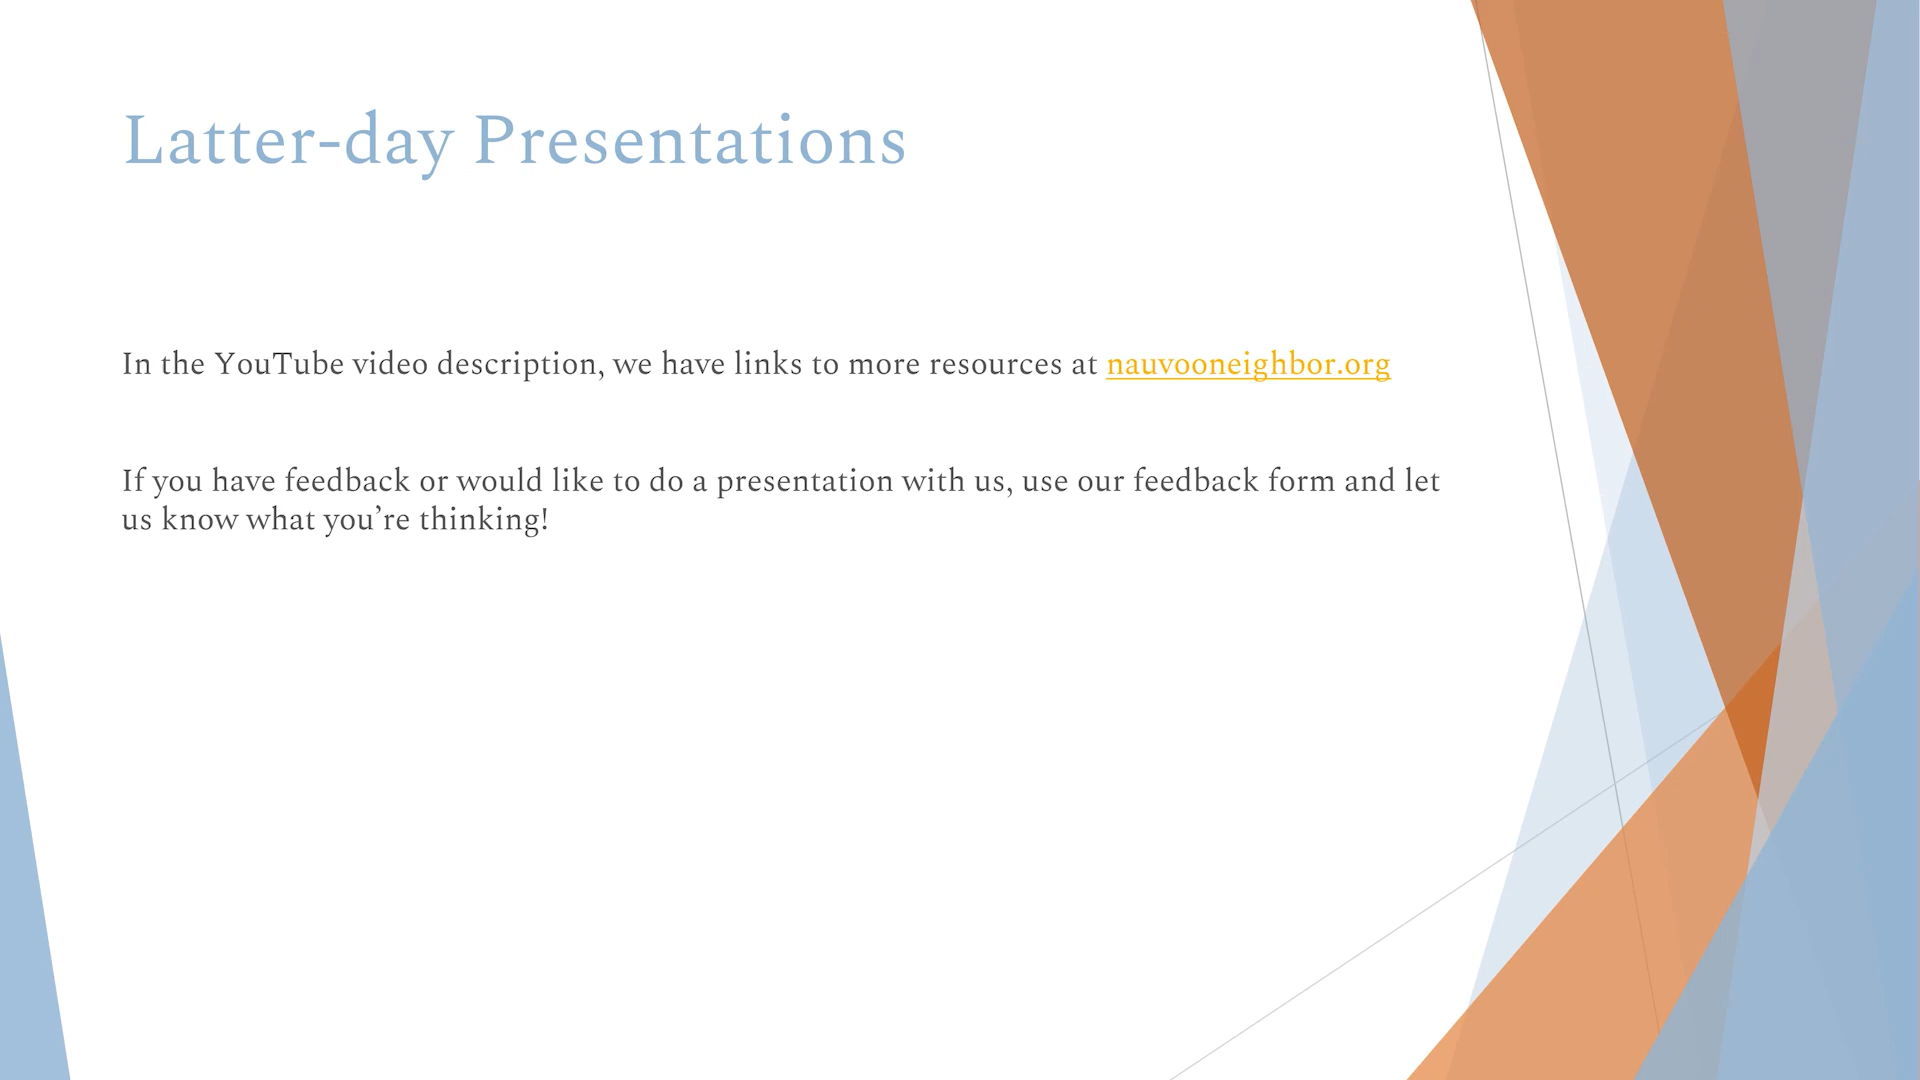 Latter-day Presentations
In the YouTube video description, we have links to more resources at nauvooneighbor.org
If you have feedback or would like to do a presentation with us, use our feedback form and let
us know what you’re thinking!